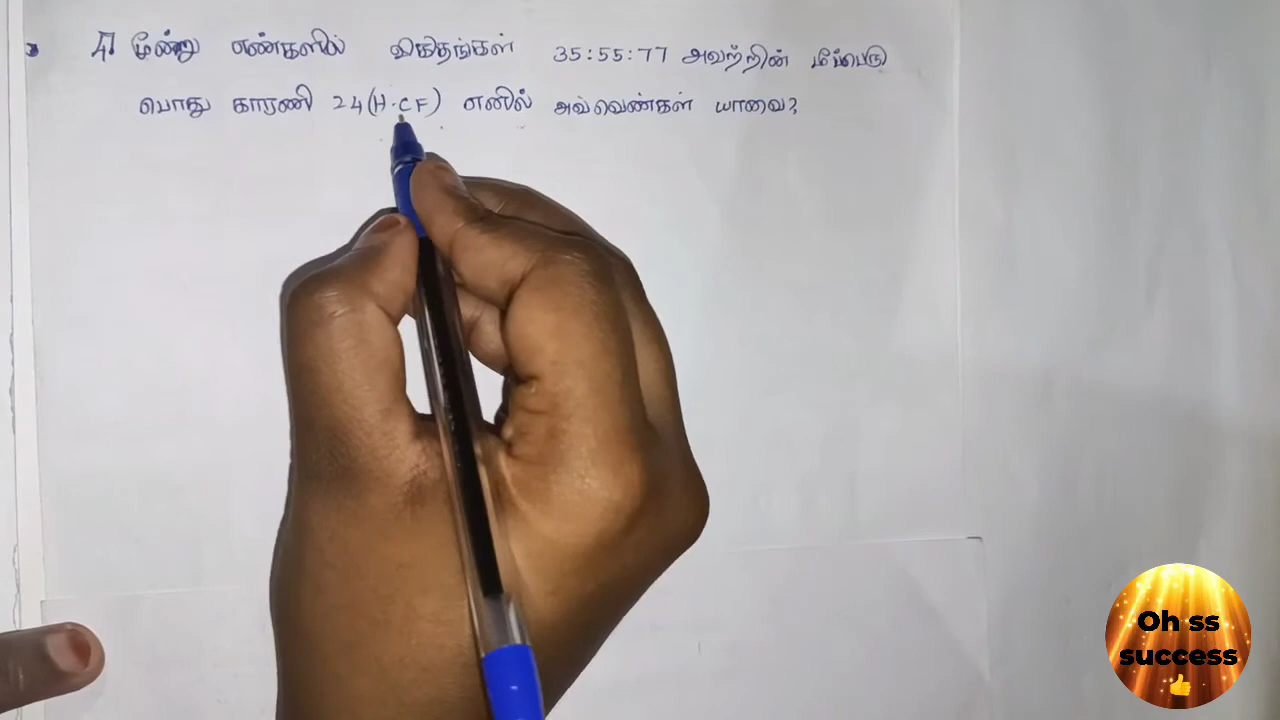 4) மூன்று எண்களில் விகிதங்கள் 35:55:77 அவற்றின் மீப்பெரு
பொது காரணி 24(H.CF) எனில் அவ்வெண்கள் யாவை?
Oh ss
success